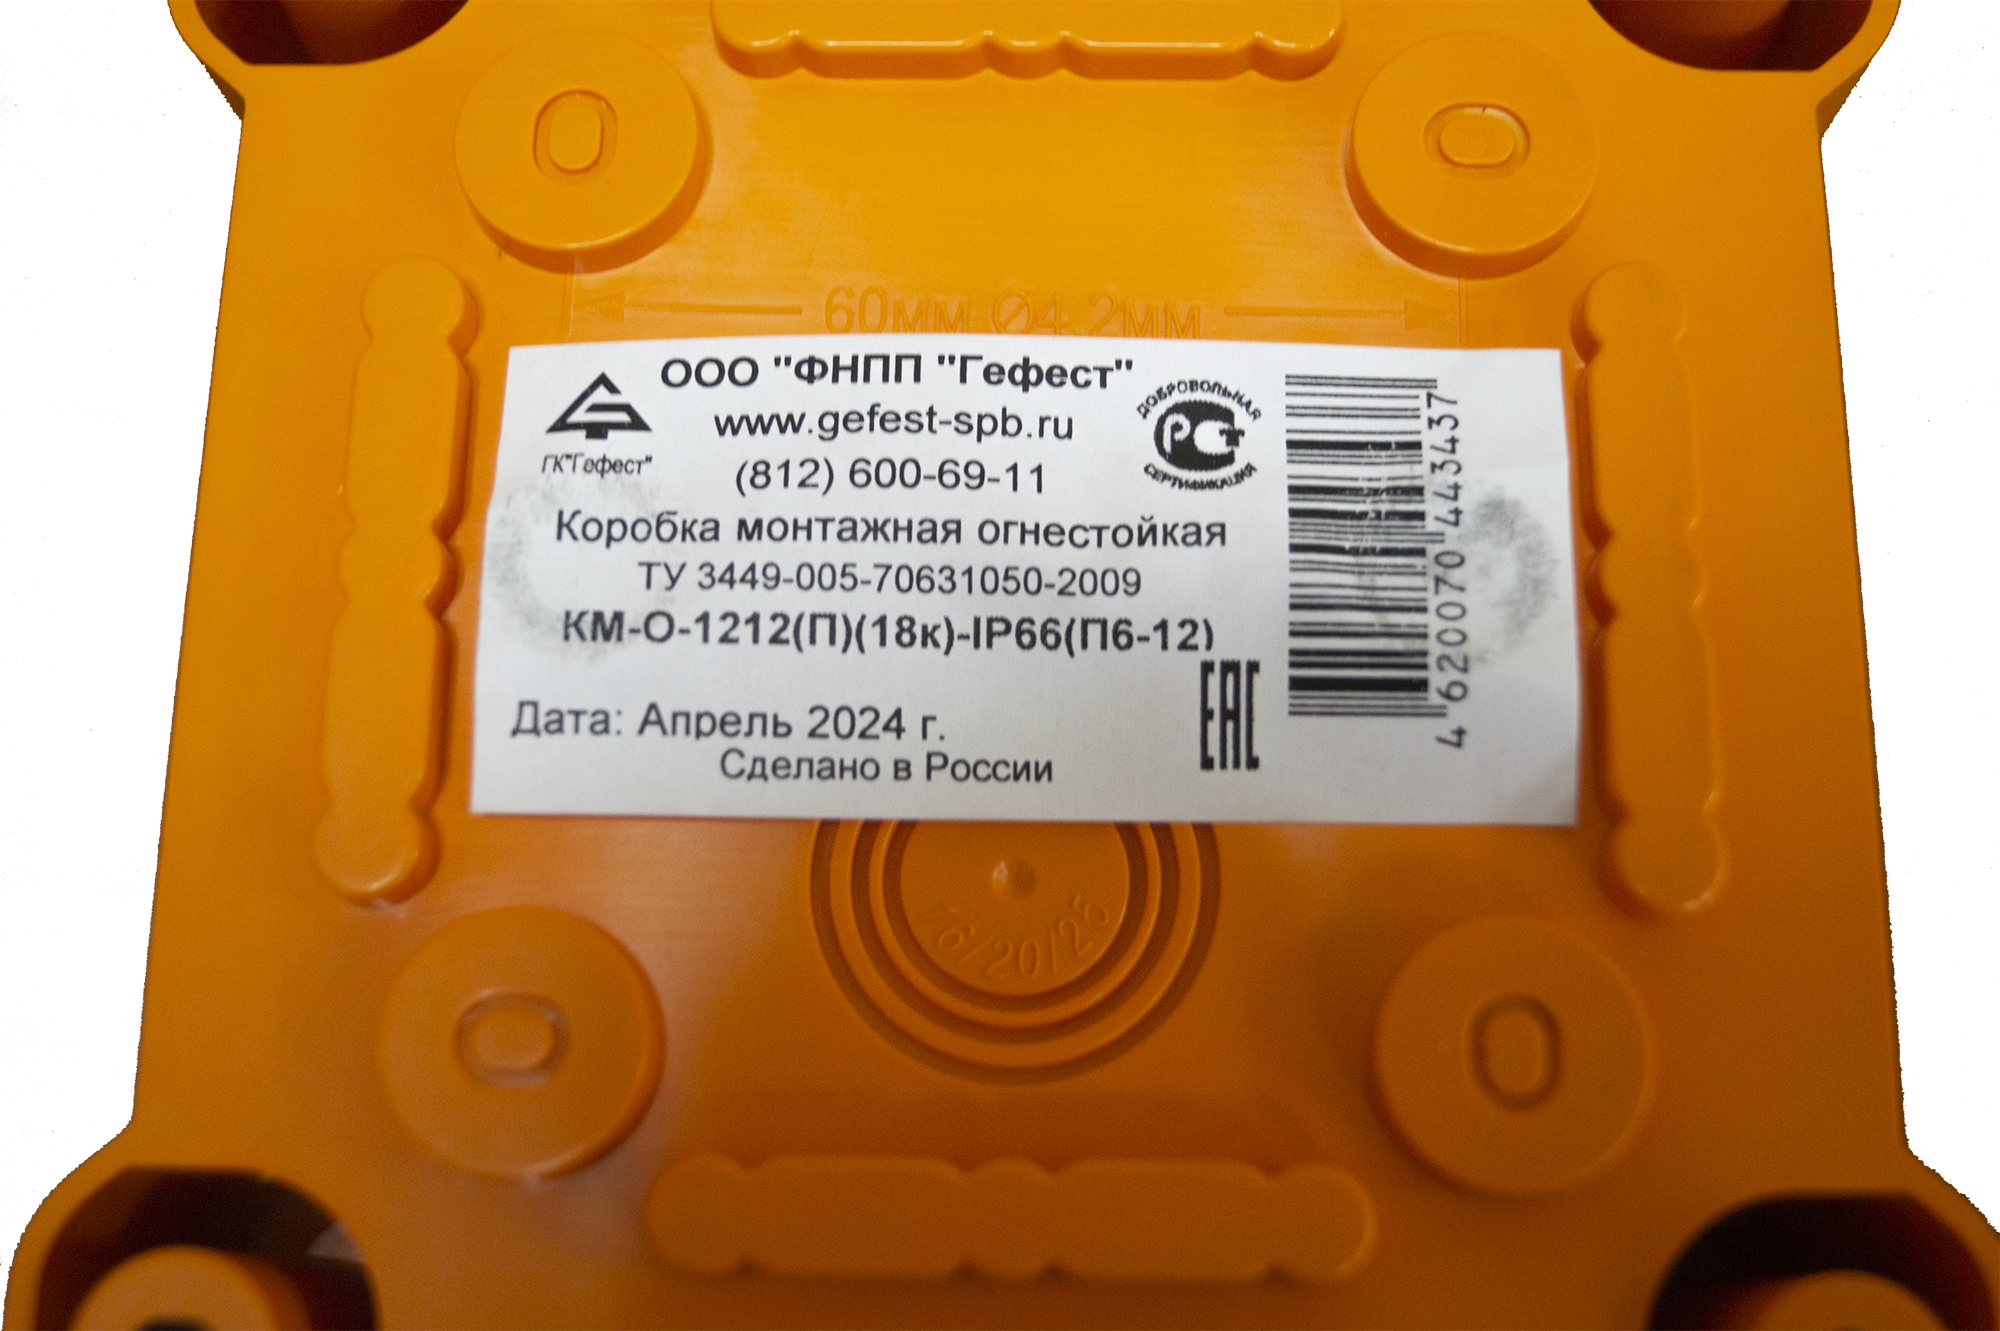 60мм Ø4,2мм
ООО "ФНПП "Гефест"
www.gefest-spb.ru
(812) 600-69-11
ГК"Гефест"
ДОБРОВОЛЬНАЯ
РСТ
СЕРТИФИКАЦИЯ
Коробка монтажная огнестойкая
ТУ 3449-005-70631050-2009
КМ-О-1212(П)(18к)-IP66(П6-12)
EAC
Дата: Апрель 2024 г.
Сделано в России
4 620070 443437
16/20/25